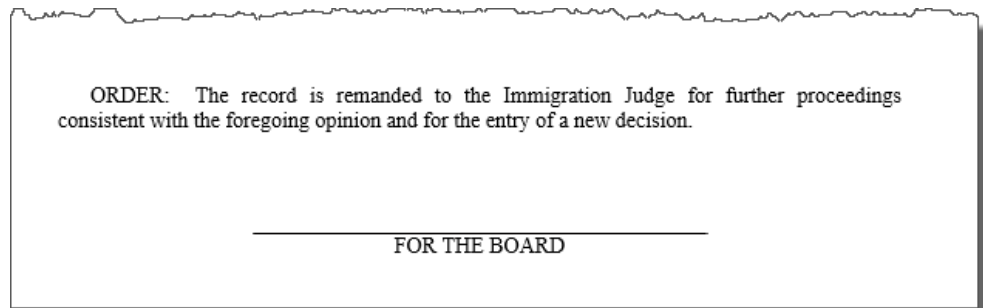 ORDER: The record is remanded to the Immigration Judge for further proceedings
consistent with the foregoing opinion and for the entry of a new decision.
FOR THE BOARD